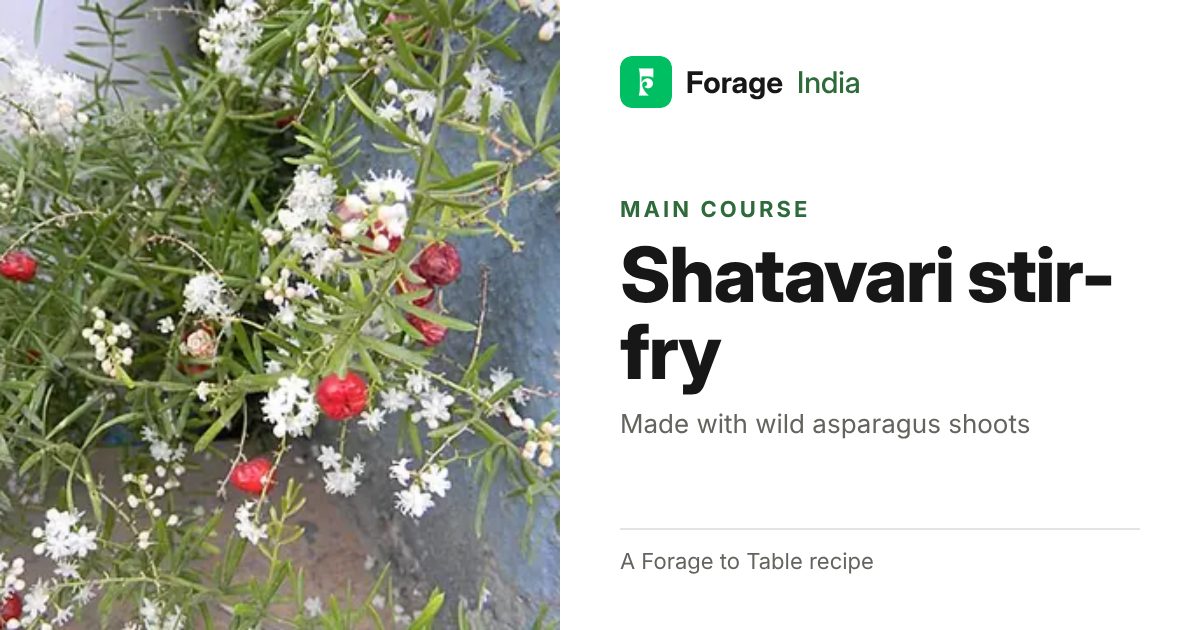 Forage India
MAIN COURSE
Shatavari stir-
fry
Made with wild asparagus shoots
A Forage to Table recipe